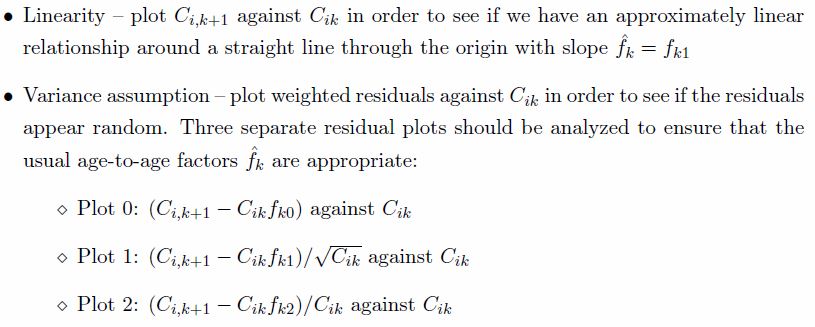 • Linearity – plot C_{i,k+1} against C_{ik} in order to see if we have an approximately linear
relationship around a straight line through the origin with slope f̂_k = f_{k1}
• Variance assumption – plot weighted residuals against C_{ik} in order to see if the residuals
appear random. Three separate residual plots should be analyzed to ensure that the
usual age-to-age factors f̂_k are appropriate:
⋄ Plot 0: (C_{i,k+1} − C_{ik}f_{k0}) against C_{ik}
⋄ Plot 1: (C_{i,k+1} − C_{ik}f_{k1})/√C_{ik} against C_{ik}
⋄ Plot 2: (C_{i,k+1} − C_{ik}f_{k2})/C_{ik} against C_{ik}